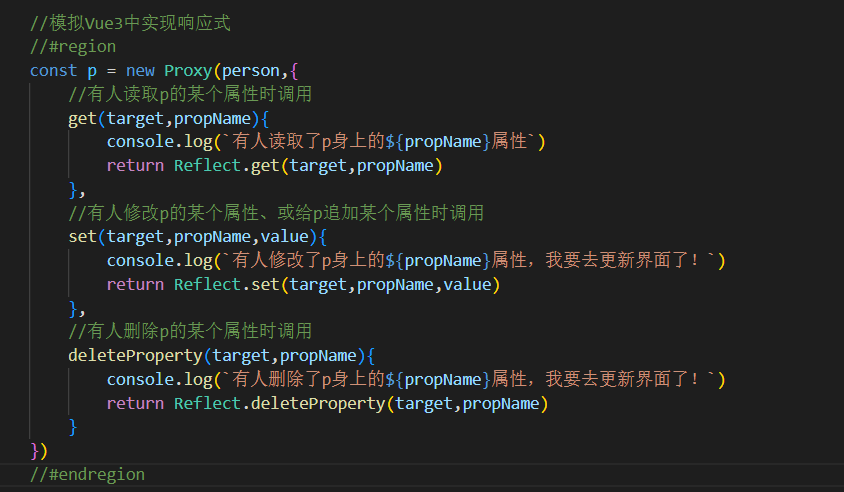 //模拟Vue3中实现响应式
//#region
const p = new Proxy(person,{
//有人读取p的某个属性时调用
get(target,propName){
console.log(`有人读取了p身上的${propName}属性`)
return Reflect.get(target,propName)
},
//有人修改p的某个属性、或给p追加某个属性时调用
set(target,propName,value){
console.log(`有人修改了p身上的${propName}属性，我要去更新界面了！`)
return Reflect.set(target,propName,value)
},
//有人删除p的某个属性时调用
deleteProperty(target,propName){
console.log(`有人删除了p身上的${propName}属性，我要去更新界面了！`)
return Reflect.deleteProperty(target,propName)
}
})
//#endregion